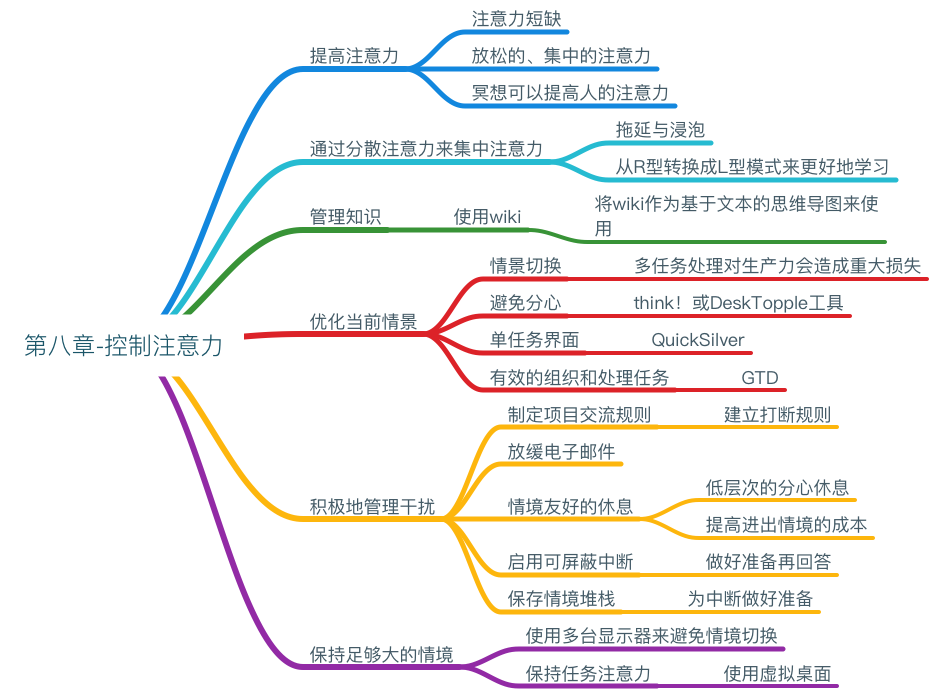 第八章-控制注意力
提高注意力
注意力短缺
放松的、集中的注意力
冥想可以提高人的注意力
通过分散注意力来集中注意力
拖延与浸泡
从R型转换成L型模式来更好地学习
管理知识
使用wiki
将wiki作为基于文本的思维导图来使
用
优化当前情景
情景切换
多任务处理对生产力会造成重大损失
避免分心
think！或DeskTopple工具
单任务界面
QuickSilver
有效的组织和处理任务
GTD
积极地管理干扰
制定项目交流规则
建立打断规则
放缓电子邮件
情境友好的休息
低层次的分心休息
提高进出情境的成本
启用可屏蔽中断
做好准备再回答
保存情境堆栈
为中断做好准备
保持足够大的情境
使用多台显示器来避免情境切换
保持任务注意力
使用虚拟桌面